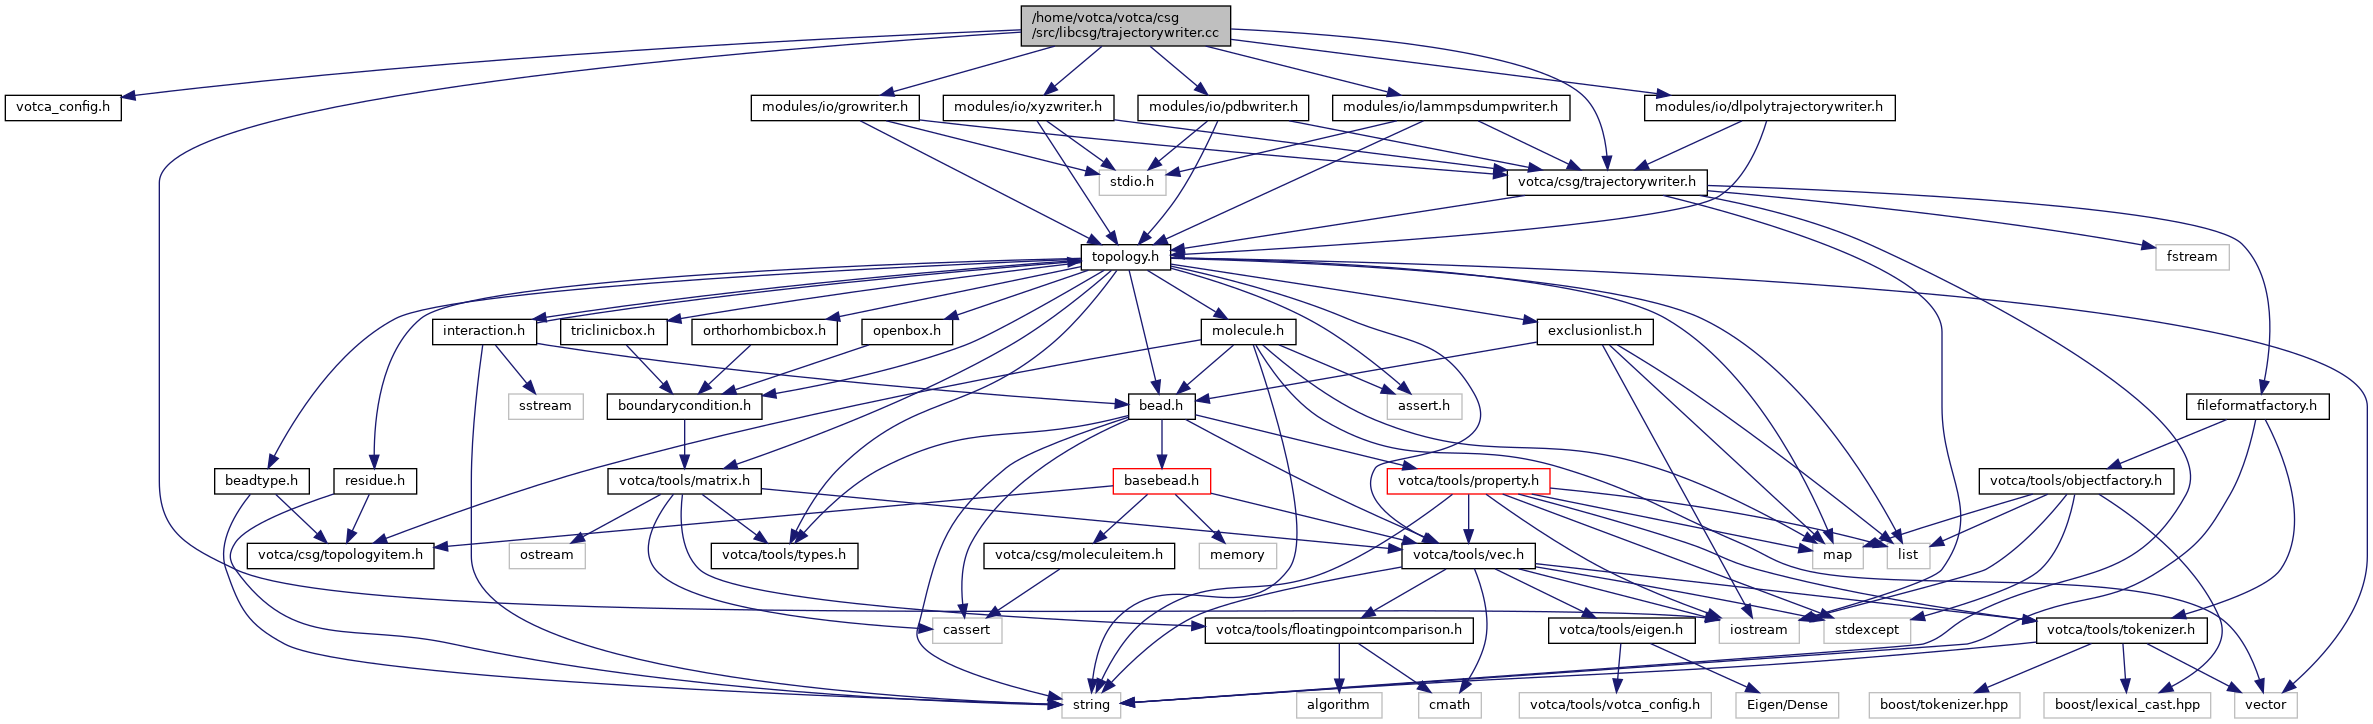 /home/votca/votca/csg
/src/libcsg/trajectorywriter.cc
votca_config.h
modules/io/growriter.h
modules/io/xyzwriter.h
modules/io/pdbwriter.h
modules/io/lammpsdumpwriter.h
modules/io/dlpolytrajectorywriter.h
stdio.h
votca/csg/trajectorywriter.h
topology.h
fstream
interaction.h
triclinicbox.h
orthorhombicbox.h
openbox.h
molecule.h
exclusionlist.h
sstream
boundarycondition.h
bead.h
assert.h
fileformatfactory.h
beadtype.h
residue.h
votca/tools/matrix.h
basebead.h
votca/tools/property.h
votca/tools/objectfactory.h
votca/csg/topologyitem.h
ostream
votca/tools/types.h
votca/csg/moleculeitem.h
memory
votca/tools/vec.h
map
list
cassert
votca/tools/floatingpointcomparison.h
votca/tools/eigen.h
iostream
stdexcept
votca/tools/tokenizer.h
string
algorithm
cmath
votca/tools/votca_config.h
Eigen/Dense
boost/tokenizer.hpp
boost/lexical_cast.hpp
vector